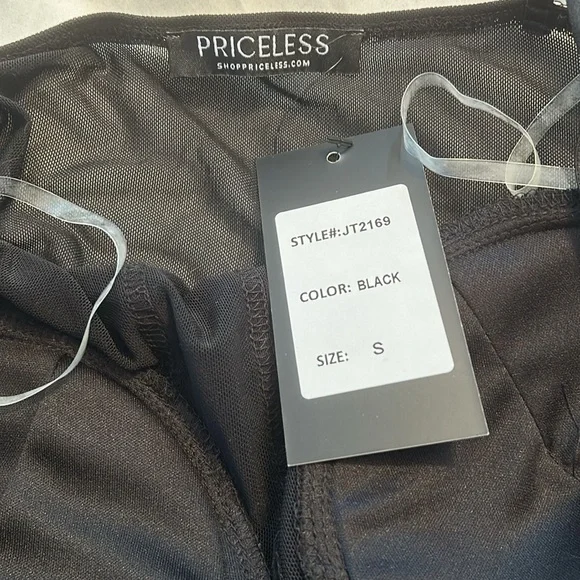 PRICELESS
SHOPPRICELESS.COM
STYLE#:JT2169
COLOR: BLACK
SIZE: S